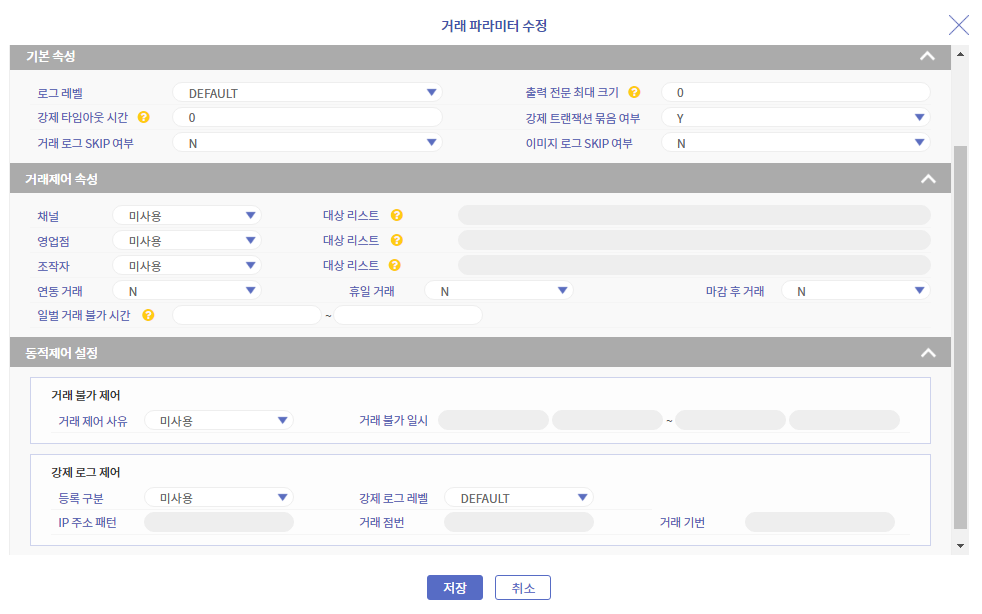 거래 파라미터 수정
기본 속성
로그 레벨 DEFAULT 출력 전문 최대 크기 ? 0
강제 타임아웃 시간 ? 0 강제 트랜잭션 묶음 여부 Y
거래 로그 SKIP 여부 N 이미지 로그 SKIP 여부 N
거래제어 속성
채널 미사용 대상 리스트 ?
영업점 미사용 대상 리스트 ?
조작자 미사용 대상 리스트 ?
연동 거래 N 휴일 거래 N 마감 후 거래 N
일별 거래 불가 시간 ? ~
동적제어 설정
거래 불가 제어
거래 제어 사유 미사용 거래 불가 일시 ~
강제 로그 제어
등록 구분 미사용 강제 로그 레벨 DEFAULT
IP 주소 패턴 거래 점번 거래 기번
저장 취소